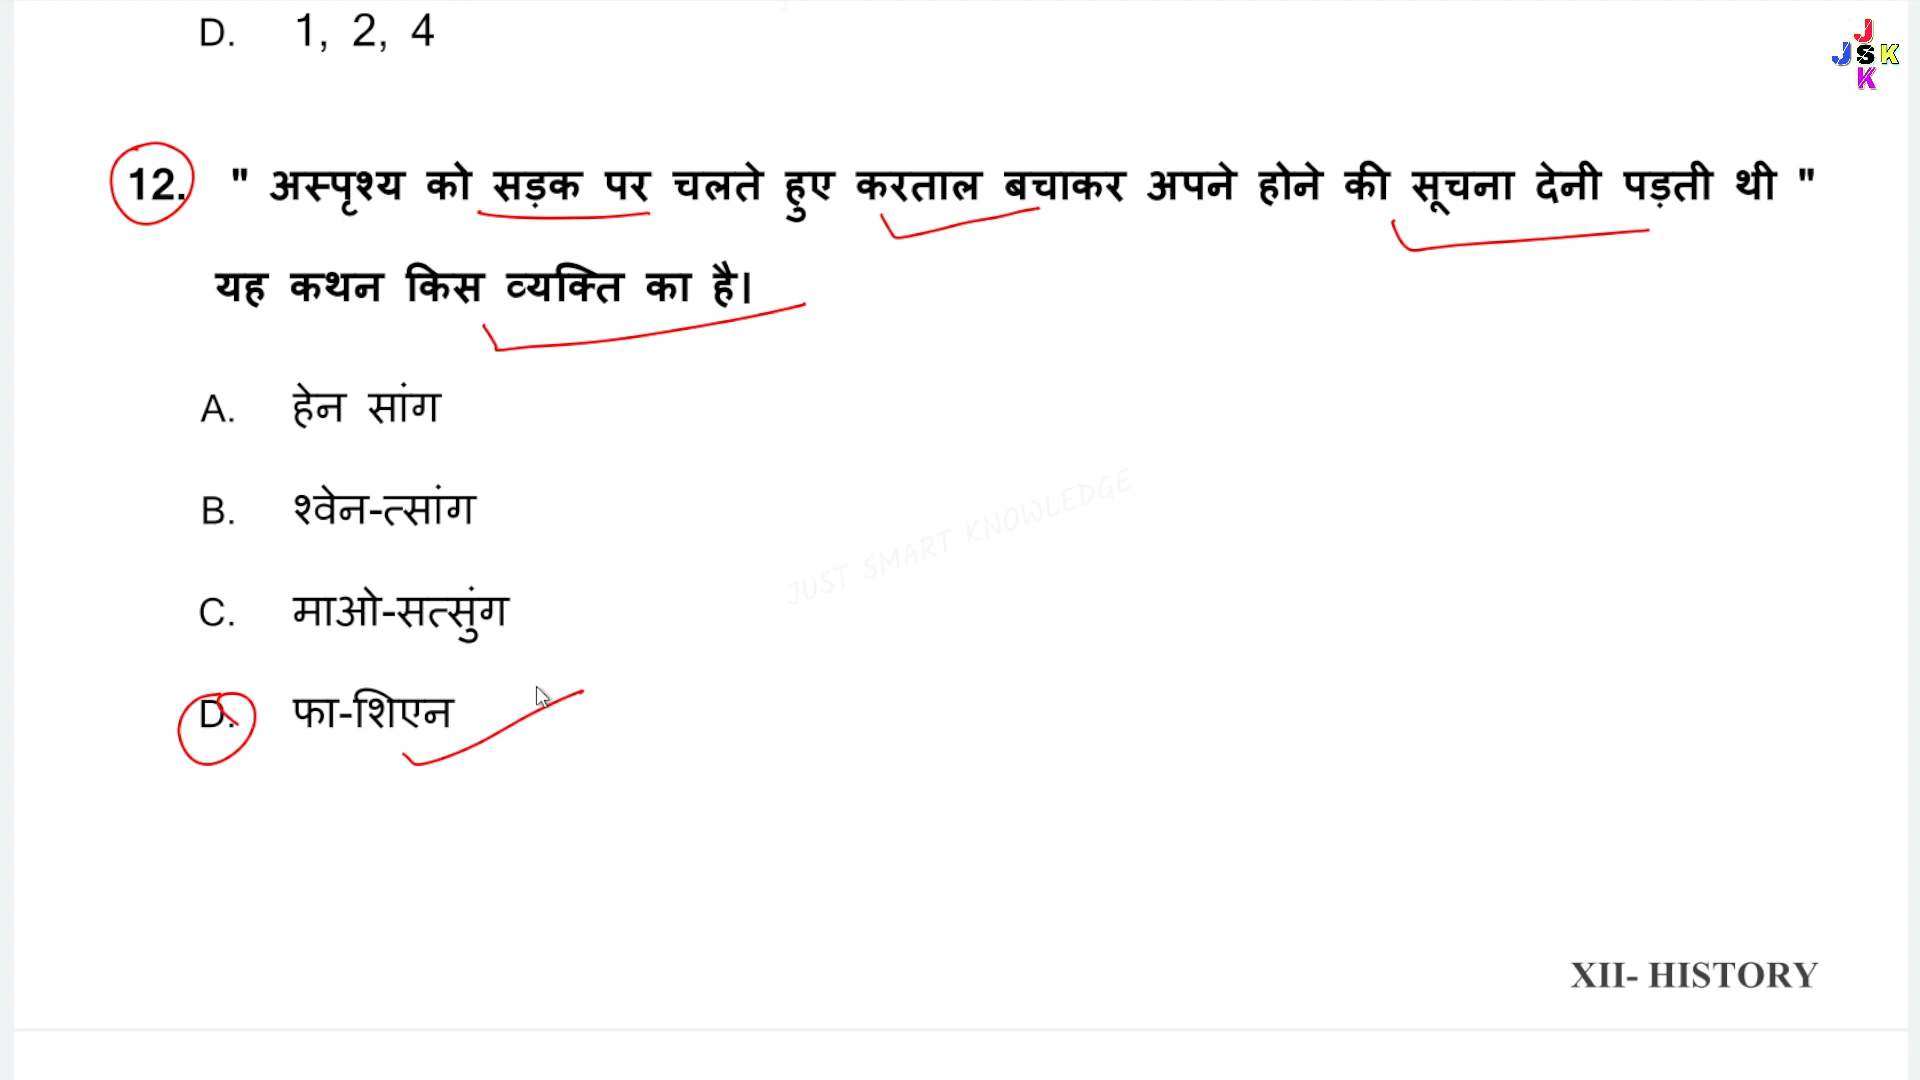 D. 1, 2, 4
J
J S K
K
12. " अस्पृश्य को सड़क पर चलते हुए करताल बचाकर अपने होने की सूचना देनी पड़ती थी "
यह कथन किस व्यक्ति का है।
A. हेन सांग
B. श्वेन-त्सांग
JUST SMART KNOWLEDGE
C. माओ-सत्सुंग
D. फा-शिएन
XII- HISTORY